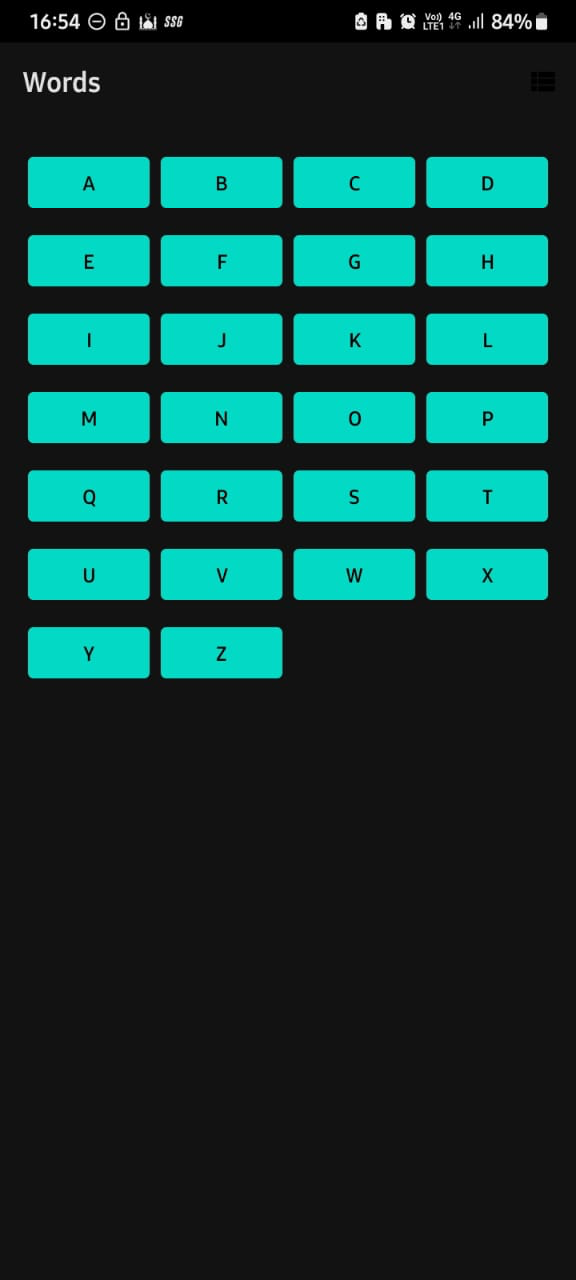 16:54 SSG Vo) LTE1 4G 84%
Words
A B C D
E F G H
I J K L
M N O P
Q R S T
U V W X
Y Z